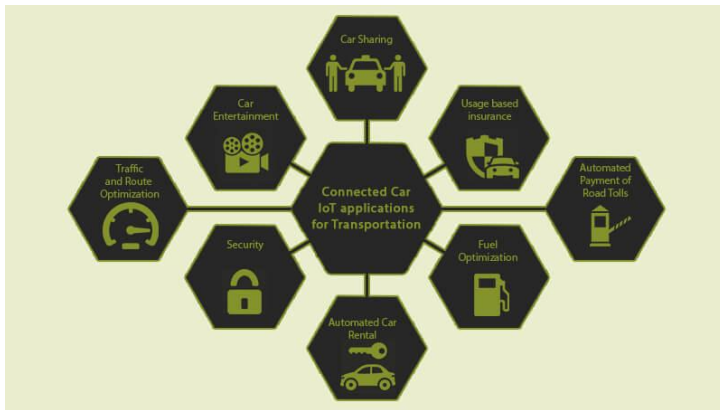 Car Sharing
Car
Entertainment
Usage based
insurance
Traffic
and Route
Optimization
Connected Car
IoT applications
for Transportation
Automated
Payment of
Road Tolls
Security
Fuel
Optimization
Automated Car
Rental